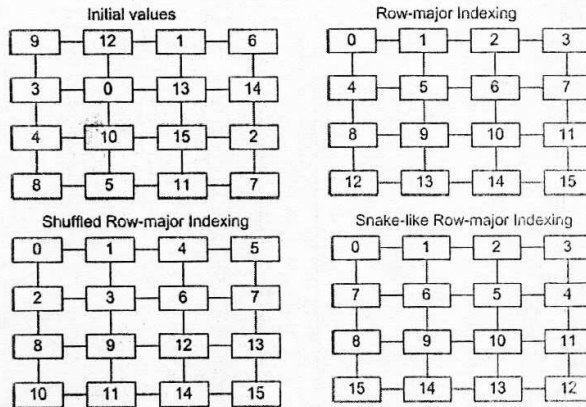 Initial values
9 12 1 6
3 0 13 14
4 10 15 2
8 5 11 7
Row-major Indexing
0 1 2 3
4 5 6 7
8 9 10 11
12 13 14 15
Shuffled Row-major Indexing
0 1 4 5
2 3 6 7
8 9 12 13
10 11 14 15
Snake-like Row-major Indexing
0 1 2 3
7 6 5 4
8 9 10 11
15 14 13 12